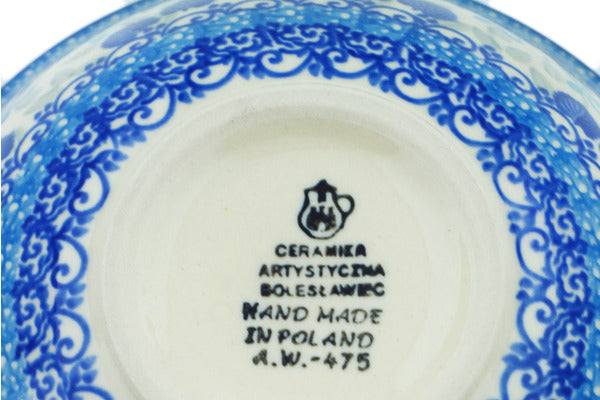 CERAMIKA
ARTYSTYCZNA
BOLESŁAWIEC
HAND MADE
IN POLAND
A.W.-475